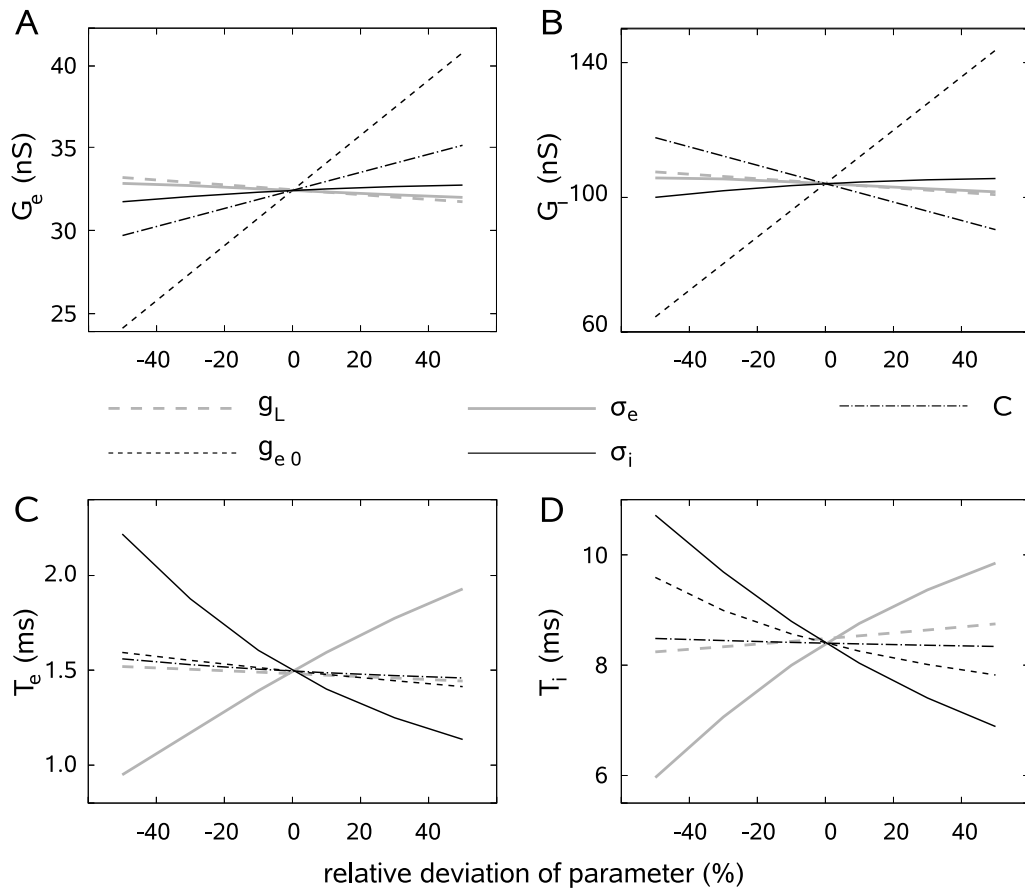 A
B
40
35
30
25
G_e (nS)
-40 -20 0 20 40
140
100
60
G_i (nS)
-40 -20 0 20 40
g_L
σ_e
C
g_{e 0}
σ_i
C
D
2.0
1.5
1.0
T_e (ms)
-40 -20 0 20 40
10
8
6
T_i (ms)
-40 -20 0 20 40
relative deviation of parameter (%)